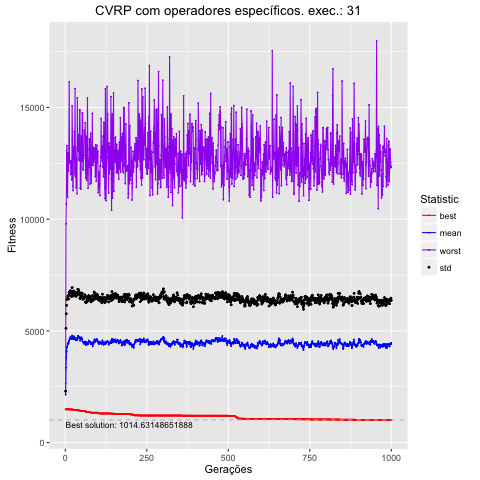 CVRP com operadores específicos. exec.: 31
15000
10000
5000
0
Fitness
Best solution: 1014.63148651888
0
250
500
750
1000
Gerações
Statistic
best
mean
worst
std